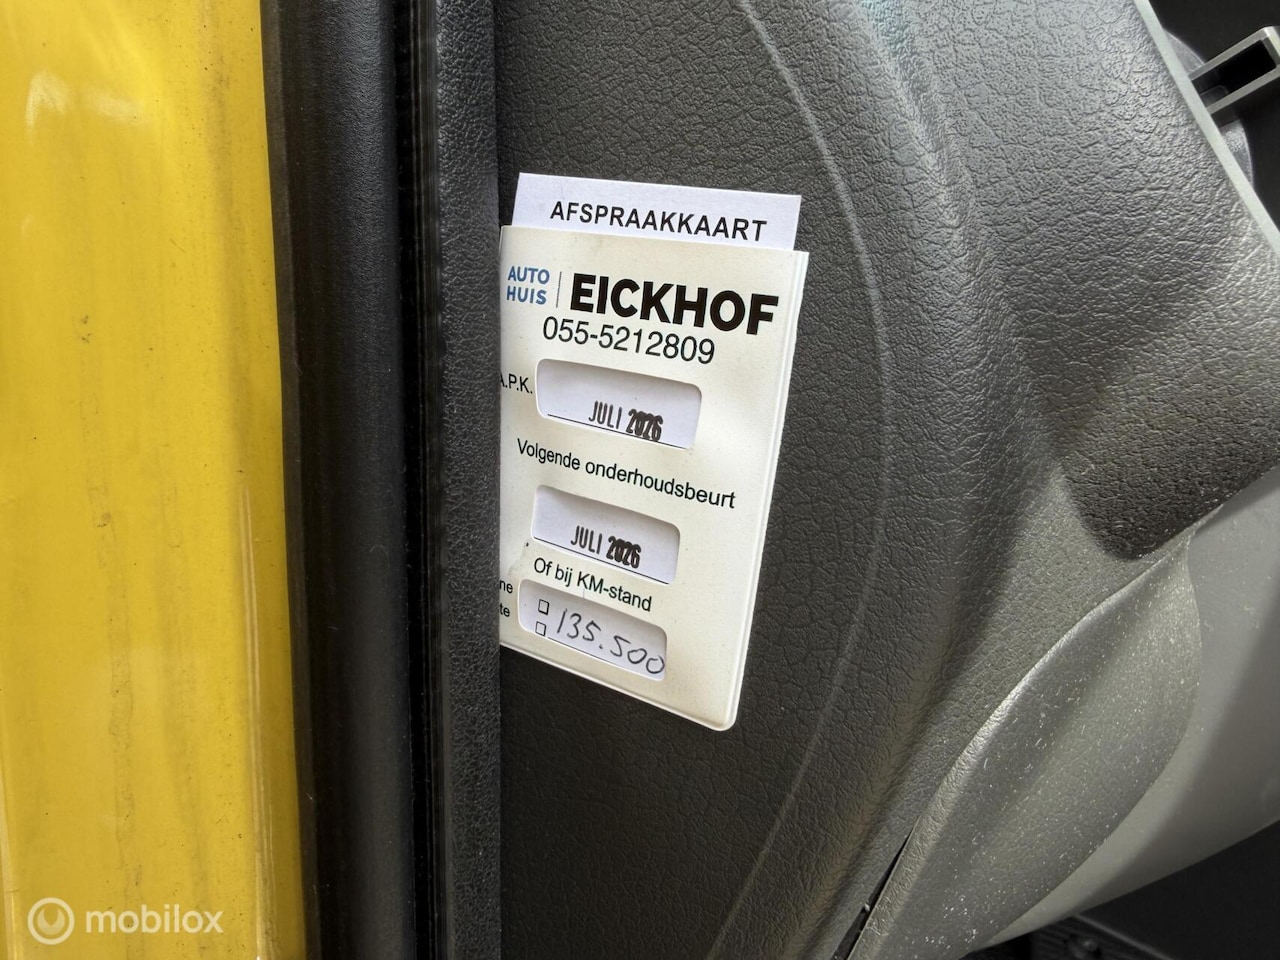 AFSPRAAKKAART
AUTO
HUIS
EICKHOF
055-5212809
A.P.K.
JULI 2026
Volgende onderhoudsbeurt
JULI 2026
Of bij KM-stand
135.500
mobilox